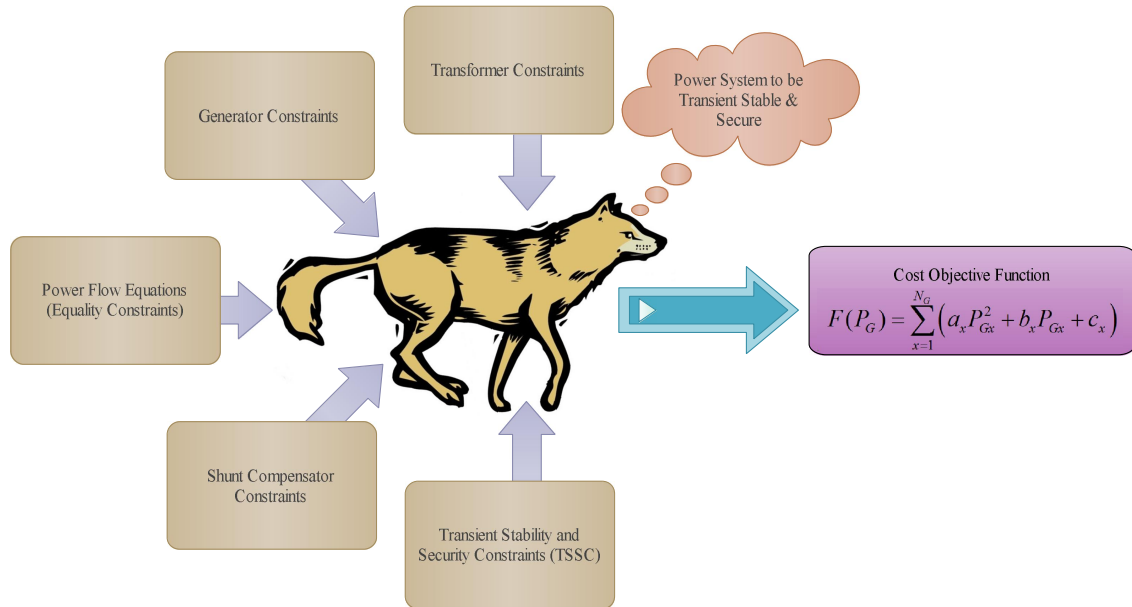 Transformer Constraints
Power System to be
Transient Stable &
Secure
Generator Constraints
Power Flow Equations
(Equality Constraints)
Cost Objective Function
F(P_G) = \sum_{x=1}^{N_G} (a_x P_{Gx}^2 + b_x P_{Gx} + c_x)
Shunt Compensator
Constraints
Transient Stability and
Security Constraints (TSSC)